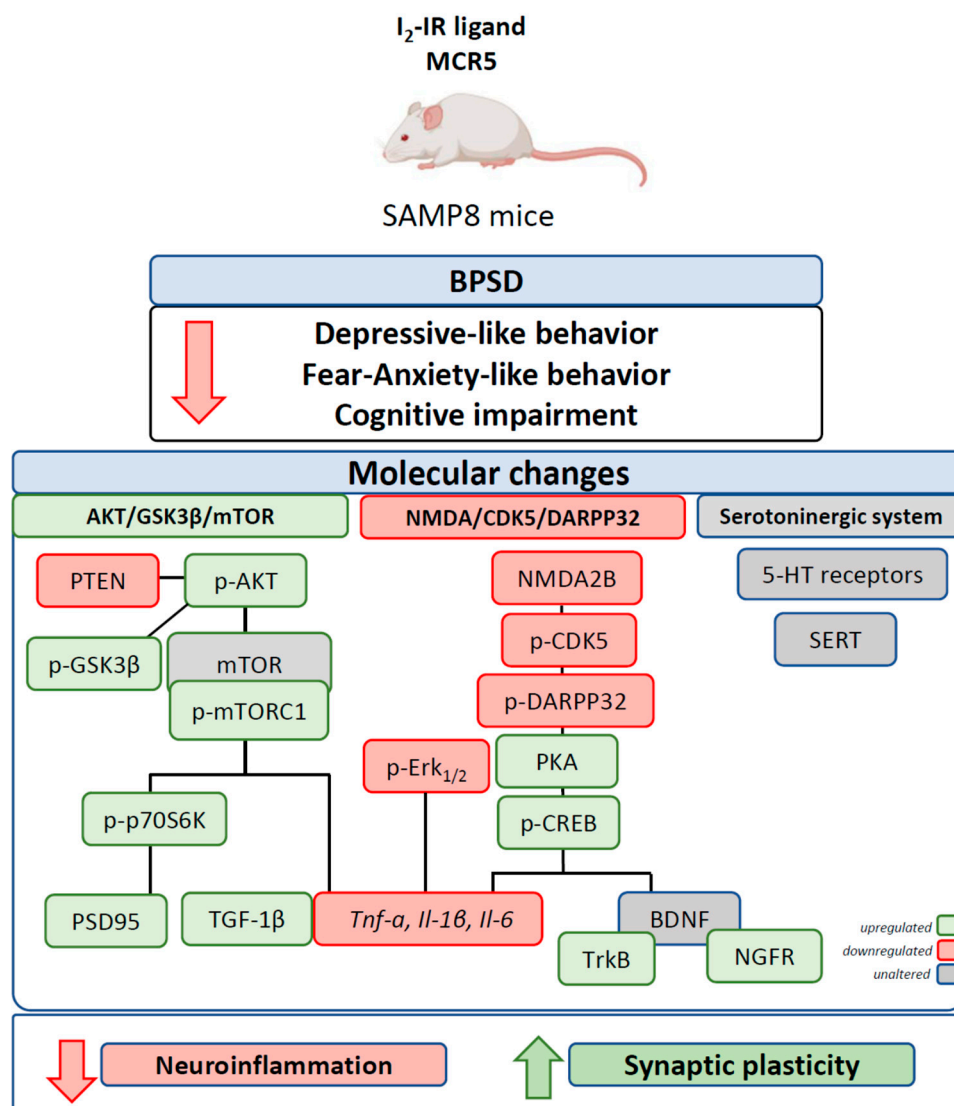 I₂-IR ligand
MCR5
SAMP8 mice
BPSD
Depressive-like behavior
Fear-Anxiety-like behavior
Cognitive impairment
Molecular changes
AKT/GSK3β/mTOR
NMDA/CDK5/DARPP32
Serotoninergic system
PTEN
p-AKT
NMDA2B
5-HT receptors
p-GSK3β
mTOR
p-CDK5
SERT
p-mTORC1
p-DARPP32
p-Erk₁/₂
PKA
p-p70S6K
p-CREB
PSD95
TGF-1β
Tnf-α, Il-1β, Il-6
BDNF
TrkB
NGFR
upregulated
downregulated
unaltered
Neuroinflammation
Synaptic plasticity